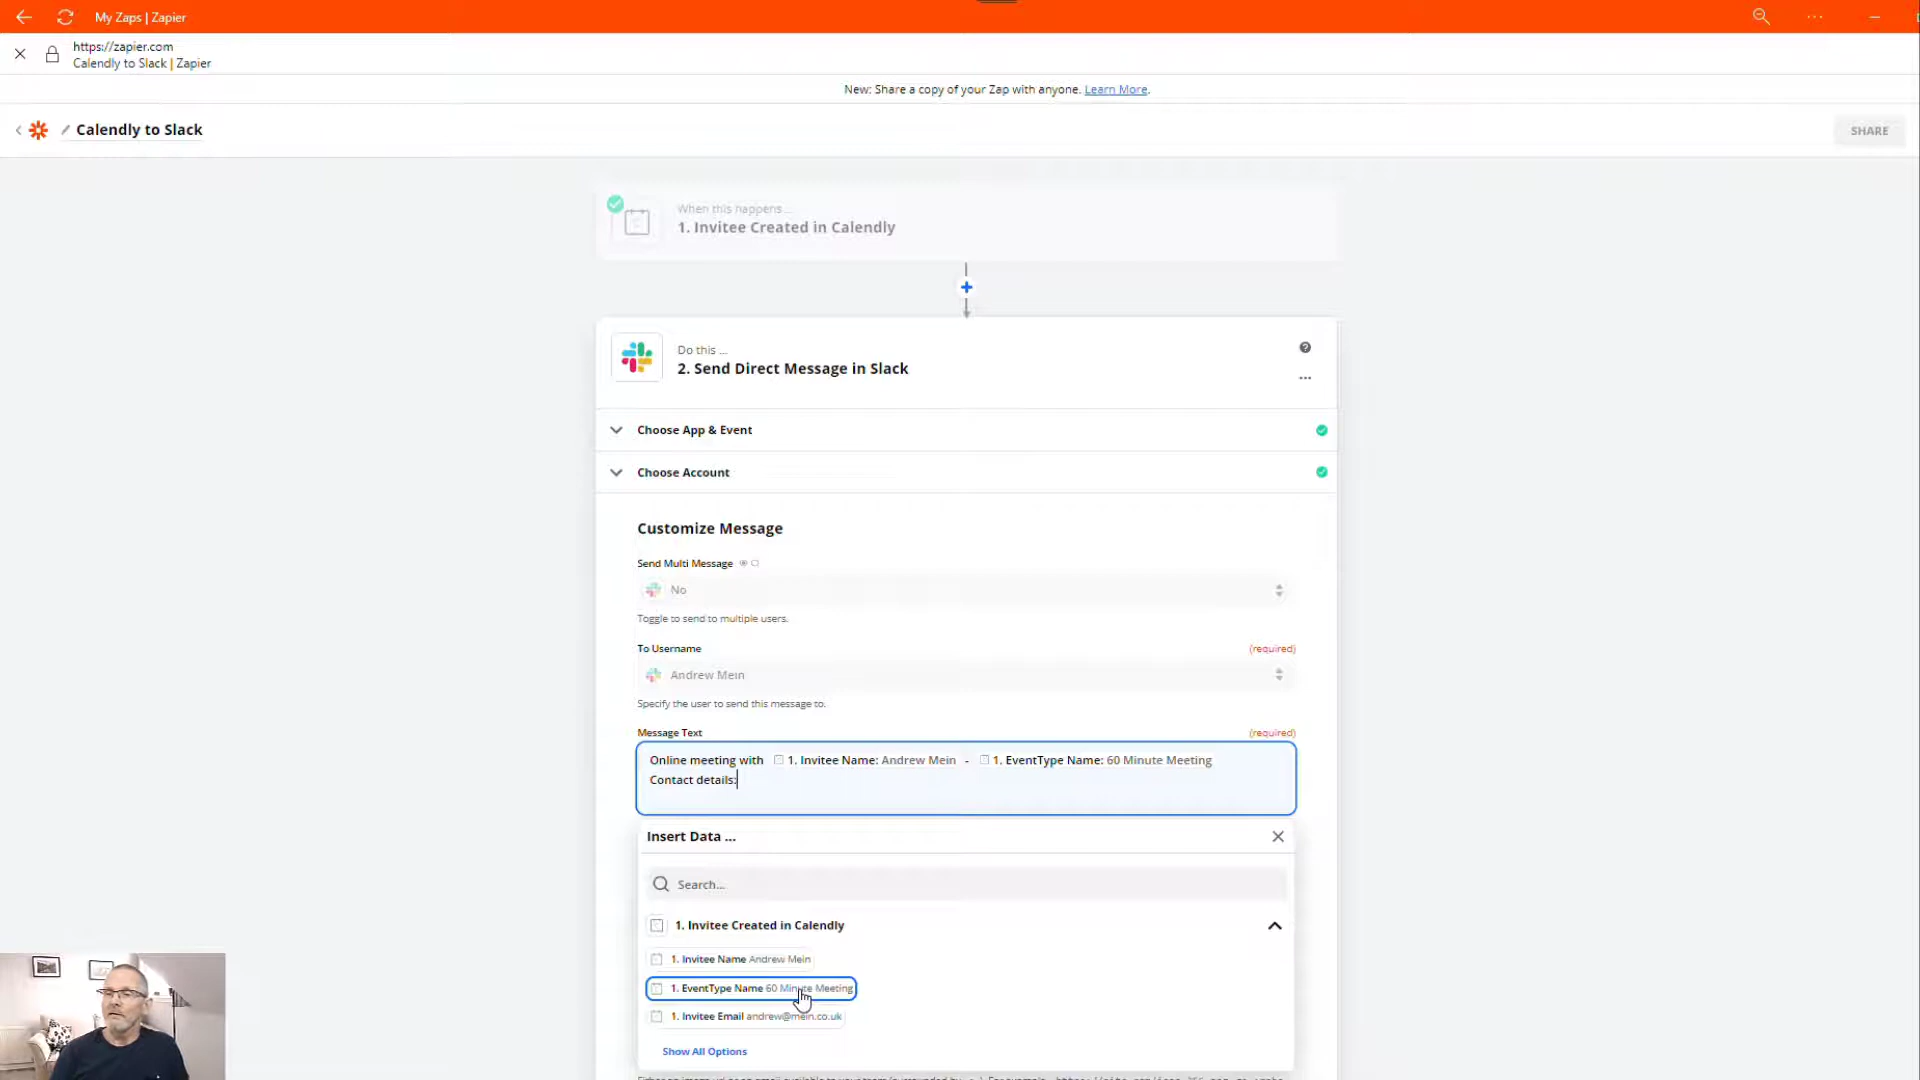 My Zaps | Zapier
https://zapier.com
Calendly to Slack | Zapier
New: Share a copy of your Zap with anyone. Learn More.
Calendly to Slack
SHARE
When this happens ...
1. Invitee Created in Calendly
Do this ...
2. Send Direct Message in Slack
Choose App & Event
Choose Account
Customize Message
Send Multi Message
No
Toggle to send to multiple users.
To Username (required)
Andrew Mein
Specify the user to send this message to.
Message Text (required)
Online meeting with 1. Invitee Name: Andrew Mein - 1. EventType Name: 60 Minute Meeting
Contact details:
Insert Data ...
Search...
1. Invitee Created in Calendly
1. Invitee Name Andrew Mein
1. EventType Name 60 Minute Meeting
1. Invitee Email andrew@mein.co.uk
Show All Options